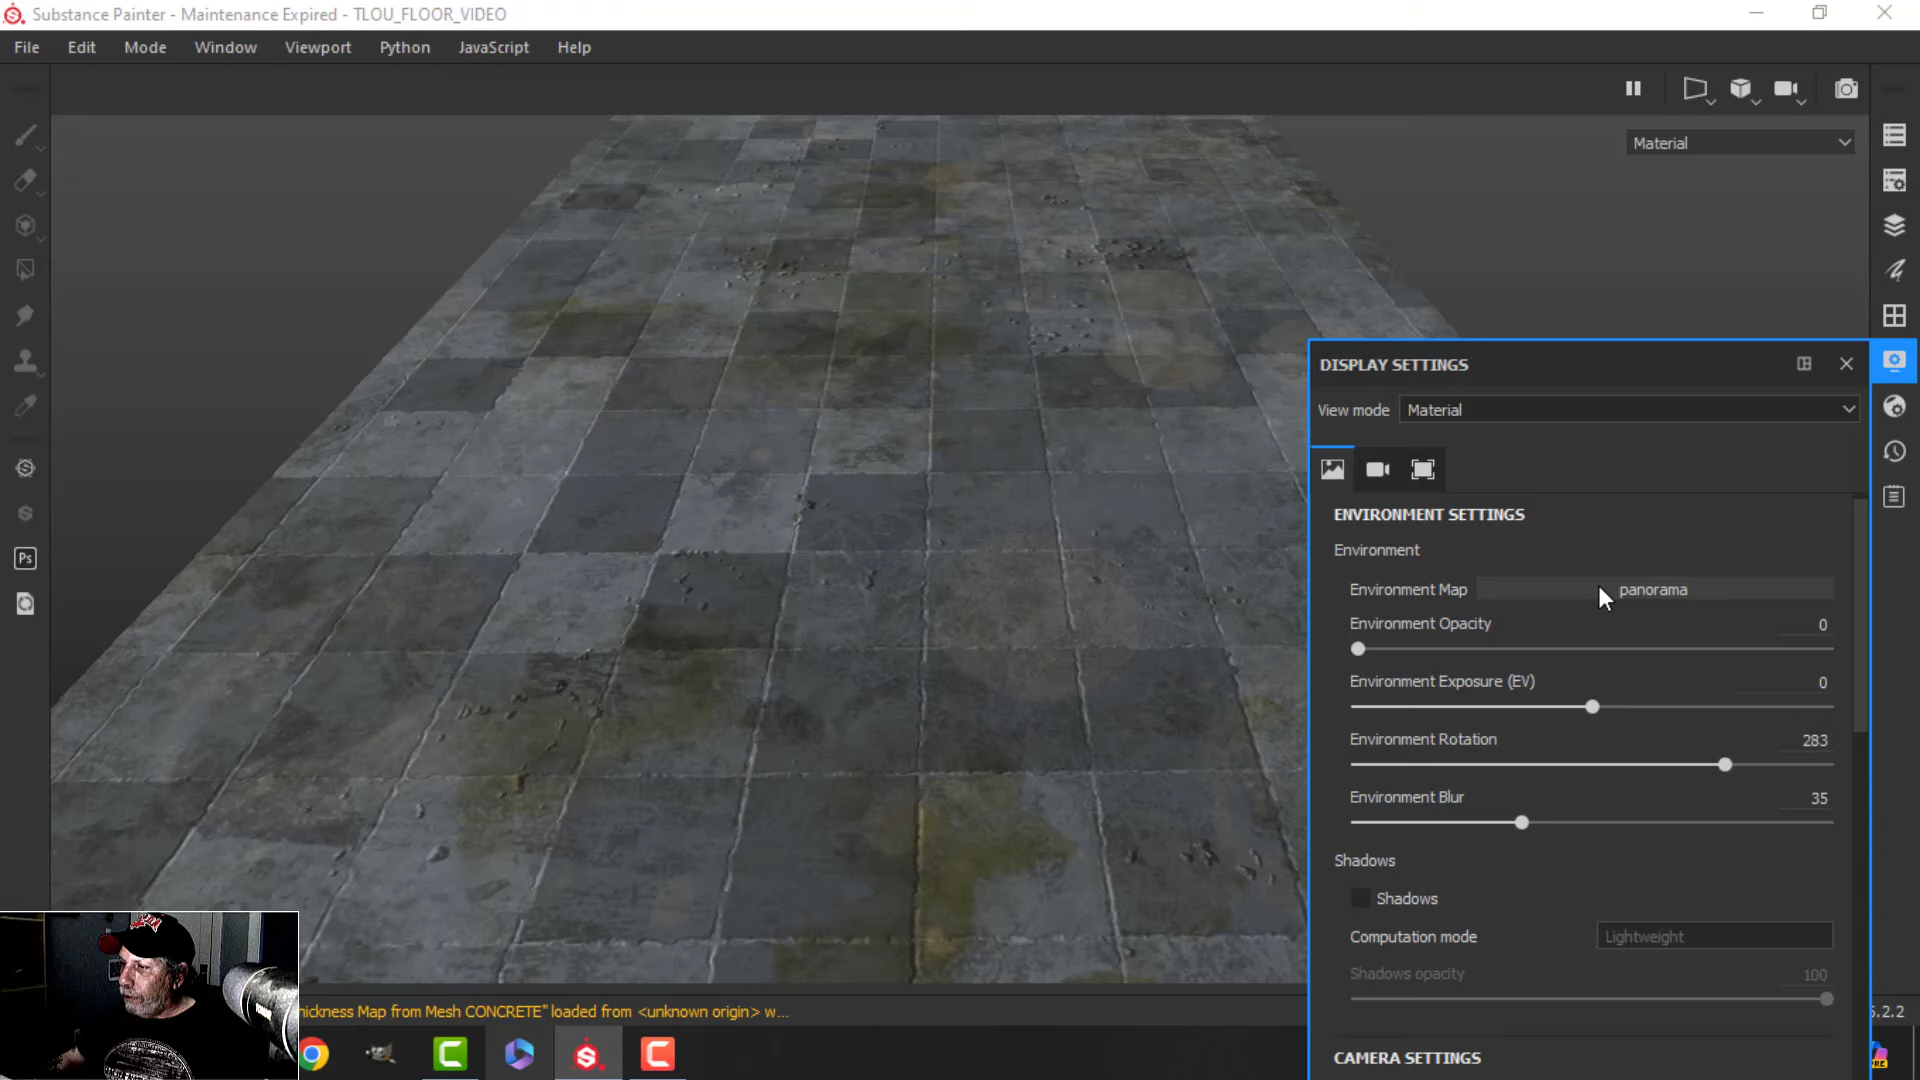 Substance Painter - Maintenance Expired - TLOU_FLOOR_VIDEO
File Edit Mode Window Viewport Python JavaScript Help
Material
DISPLAY SETTINGS
View mode Material
ENVIRONMENT SETTINGS
Environment
Environment Map panorama
Environment Opacity 0
Environment Exposure (EV) 0
Environment Rotation 283
Environment Blur 35
Shadows
Shadows
Computation mode Lightweight
Shadows opacity 100
CAMERA SETTINGS
Ps
hickness Map from Mesh CONCRETE" loaded from <unknown origin> w...
.2.2